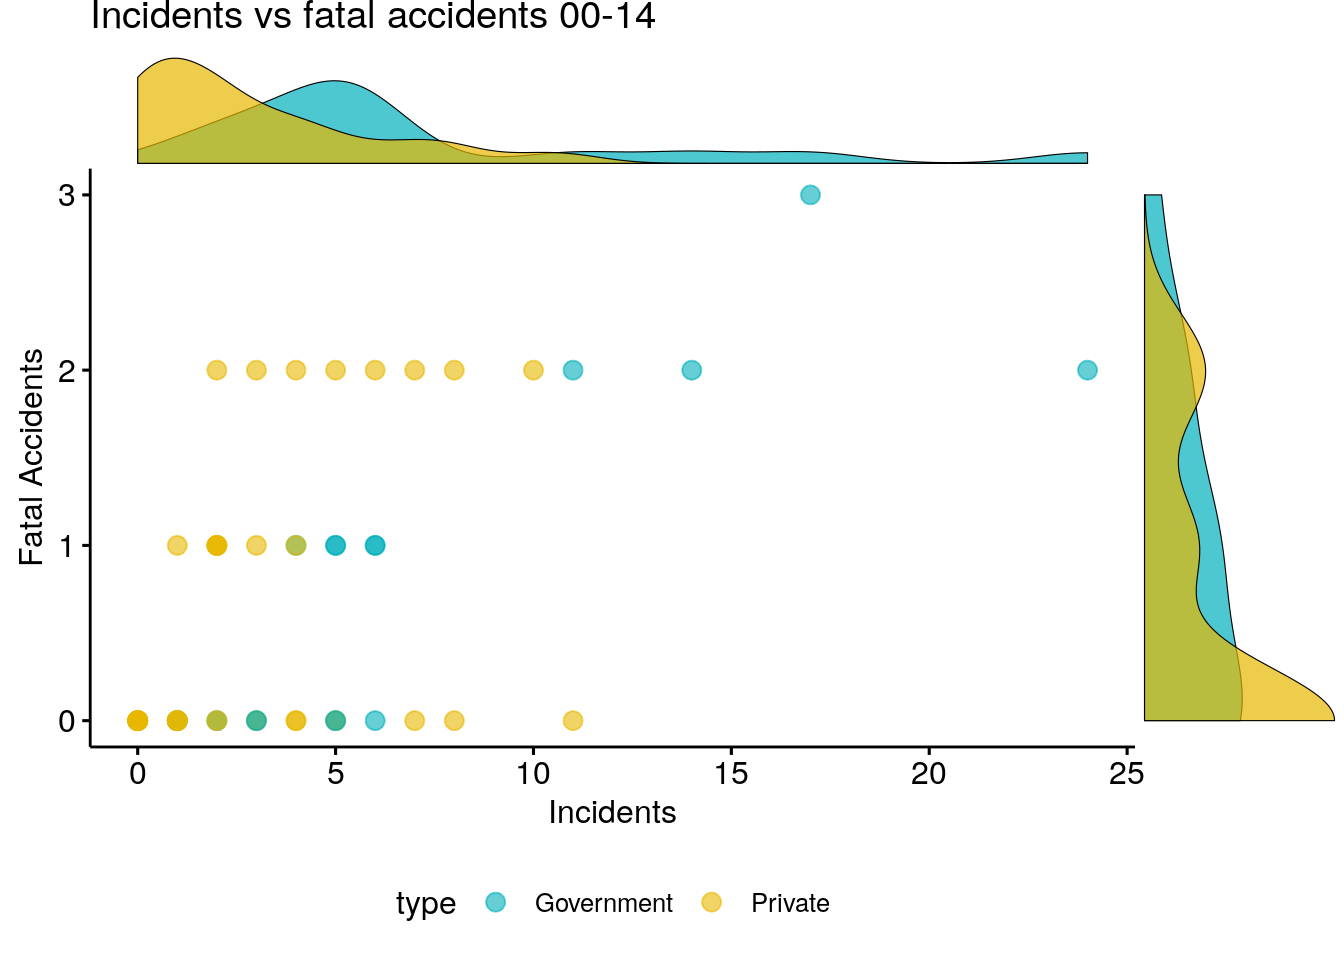 Incidents vs fatal accidents 00-14
3
2
1
0
Fatal Accidents
0 5 10 15 20 25
Incidents
type Government Private